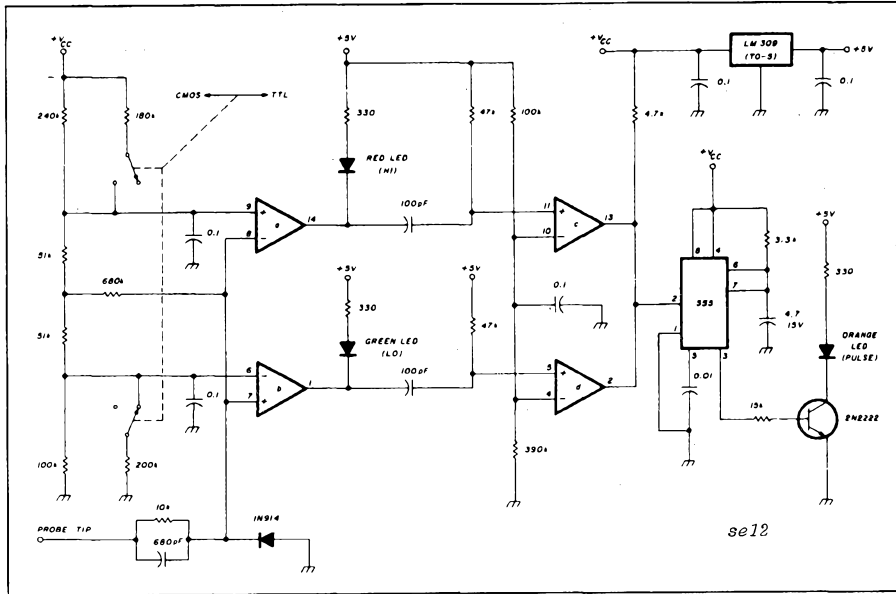 +VCC
240k
180k
CMOS
TTL
51k
680k
51k
100k
200k
0.1
0.1
9
8
+
-
a
14
6
7
-
+
b
1
+5V
330
RED LED
(HI)
100pF
47k
100k
+5V
330
GREEN LED
(LO)
100pF
47k
0.1
390k
11
10
+
-
c
13
5
4
+
-
d
2
+VCC
4.7k
0.1
LM 309
(TO-5)
+5V
0.1
+VCC
8
4
3.3k
6
7
555
2
1
5
3
4.7
15V
0.01
15k
+5V
330
ORANGE
LED
(PULSE)
2N2222
PROBE TIP
10k
680pF
1N914
se12